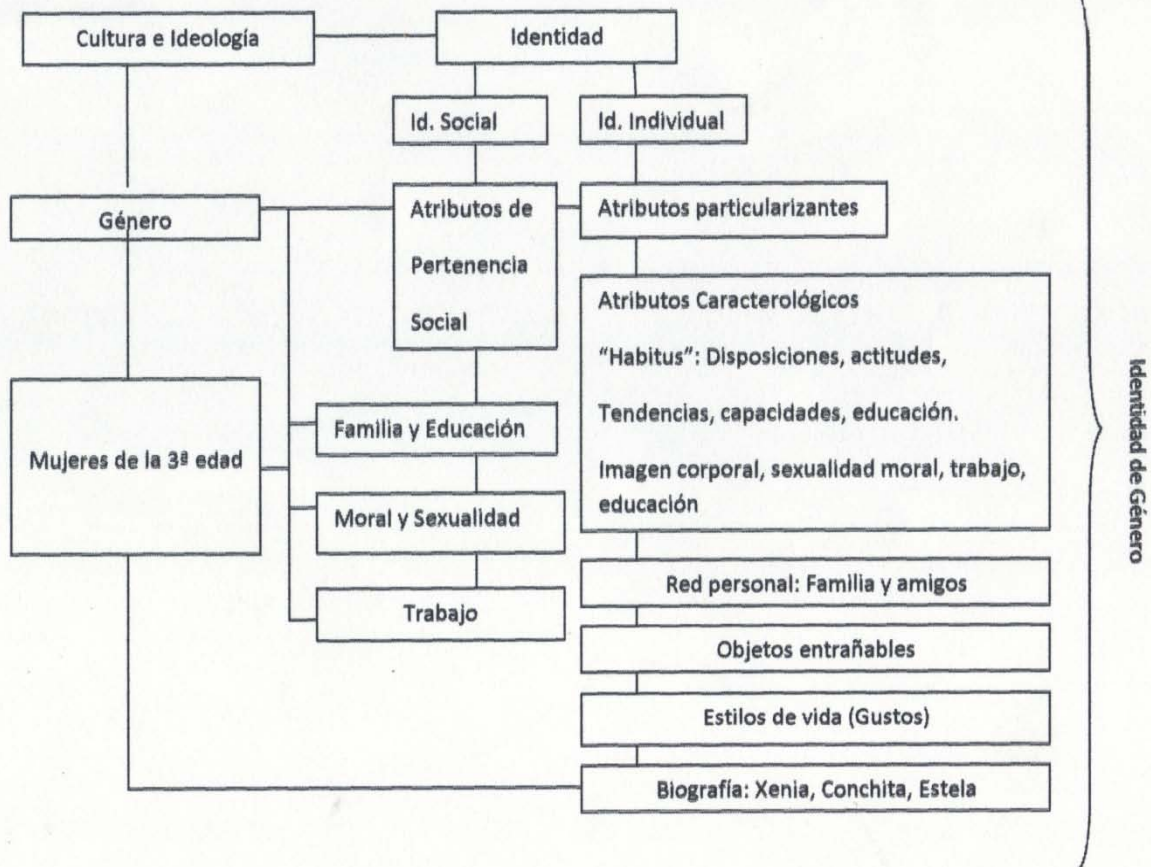 Cultura e Ideología
Identidad
Id. Social
Id. Individual
Género
Atributos de
Pertenencia
Social
Atributos particularizantes
Atributos Caracterológicos
“Habitus”: Disposiciones, actitudes,
Tendencias, capacidades, educación.
Imagen corporal, sexualidad moral, trabajo,
educación
Mujeres de la 3ª edad
Familia y Educación
Moral y Sexualidad
Trabajo
Red personal: Familia y amigos
Objetos entrañables
Estilos de vida (Gustos)
Biografía: Xenia, Conchita, Estela
Identidad de Género